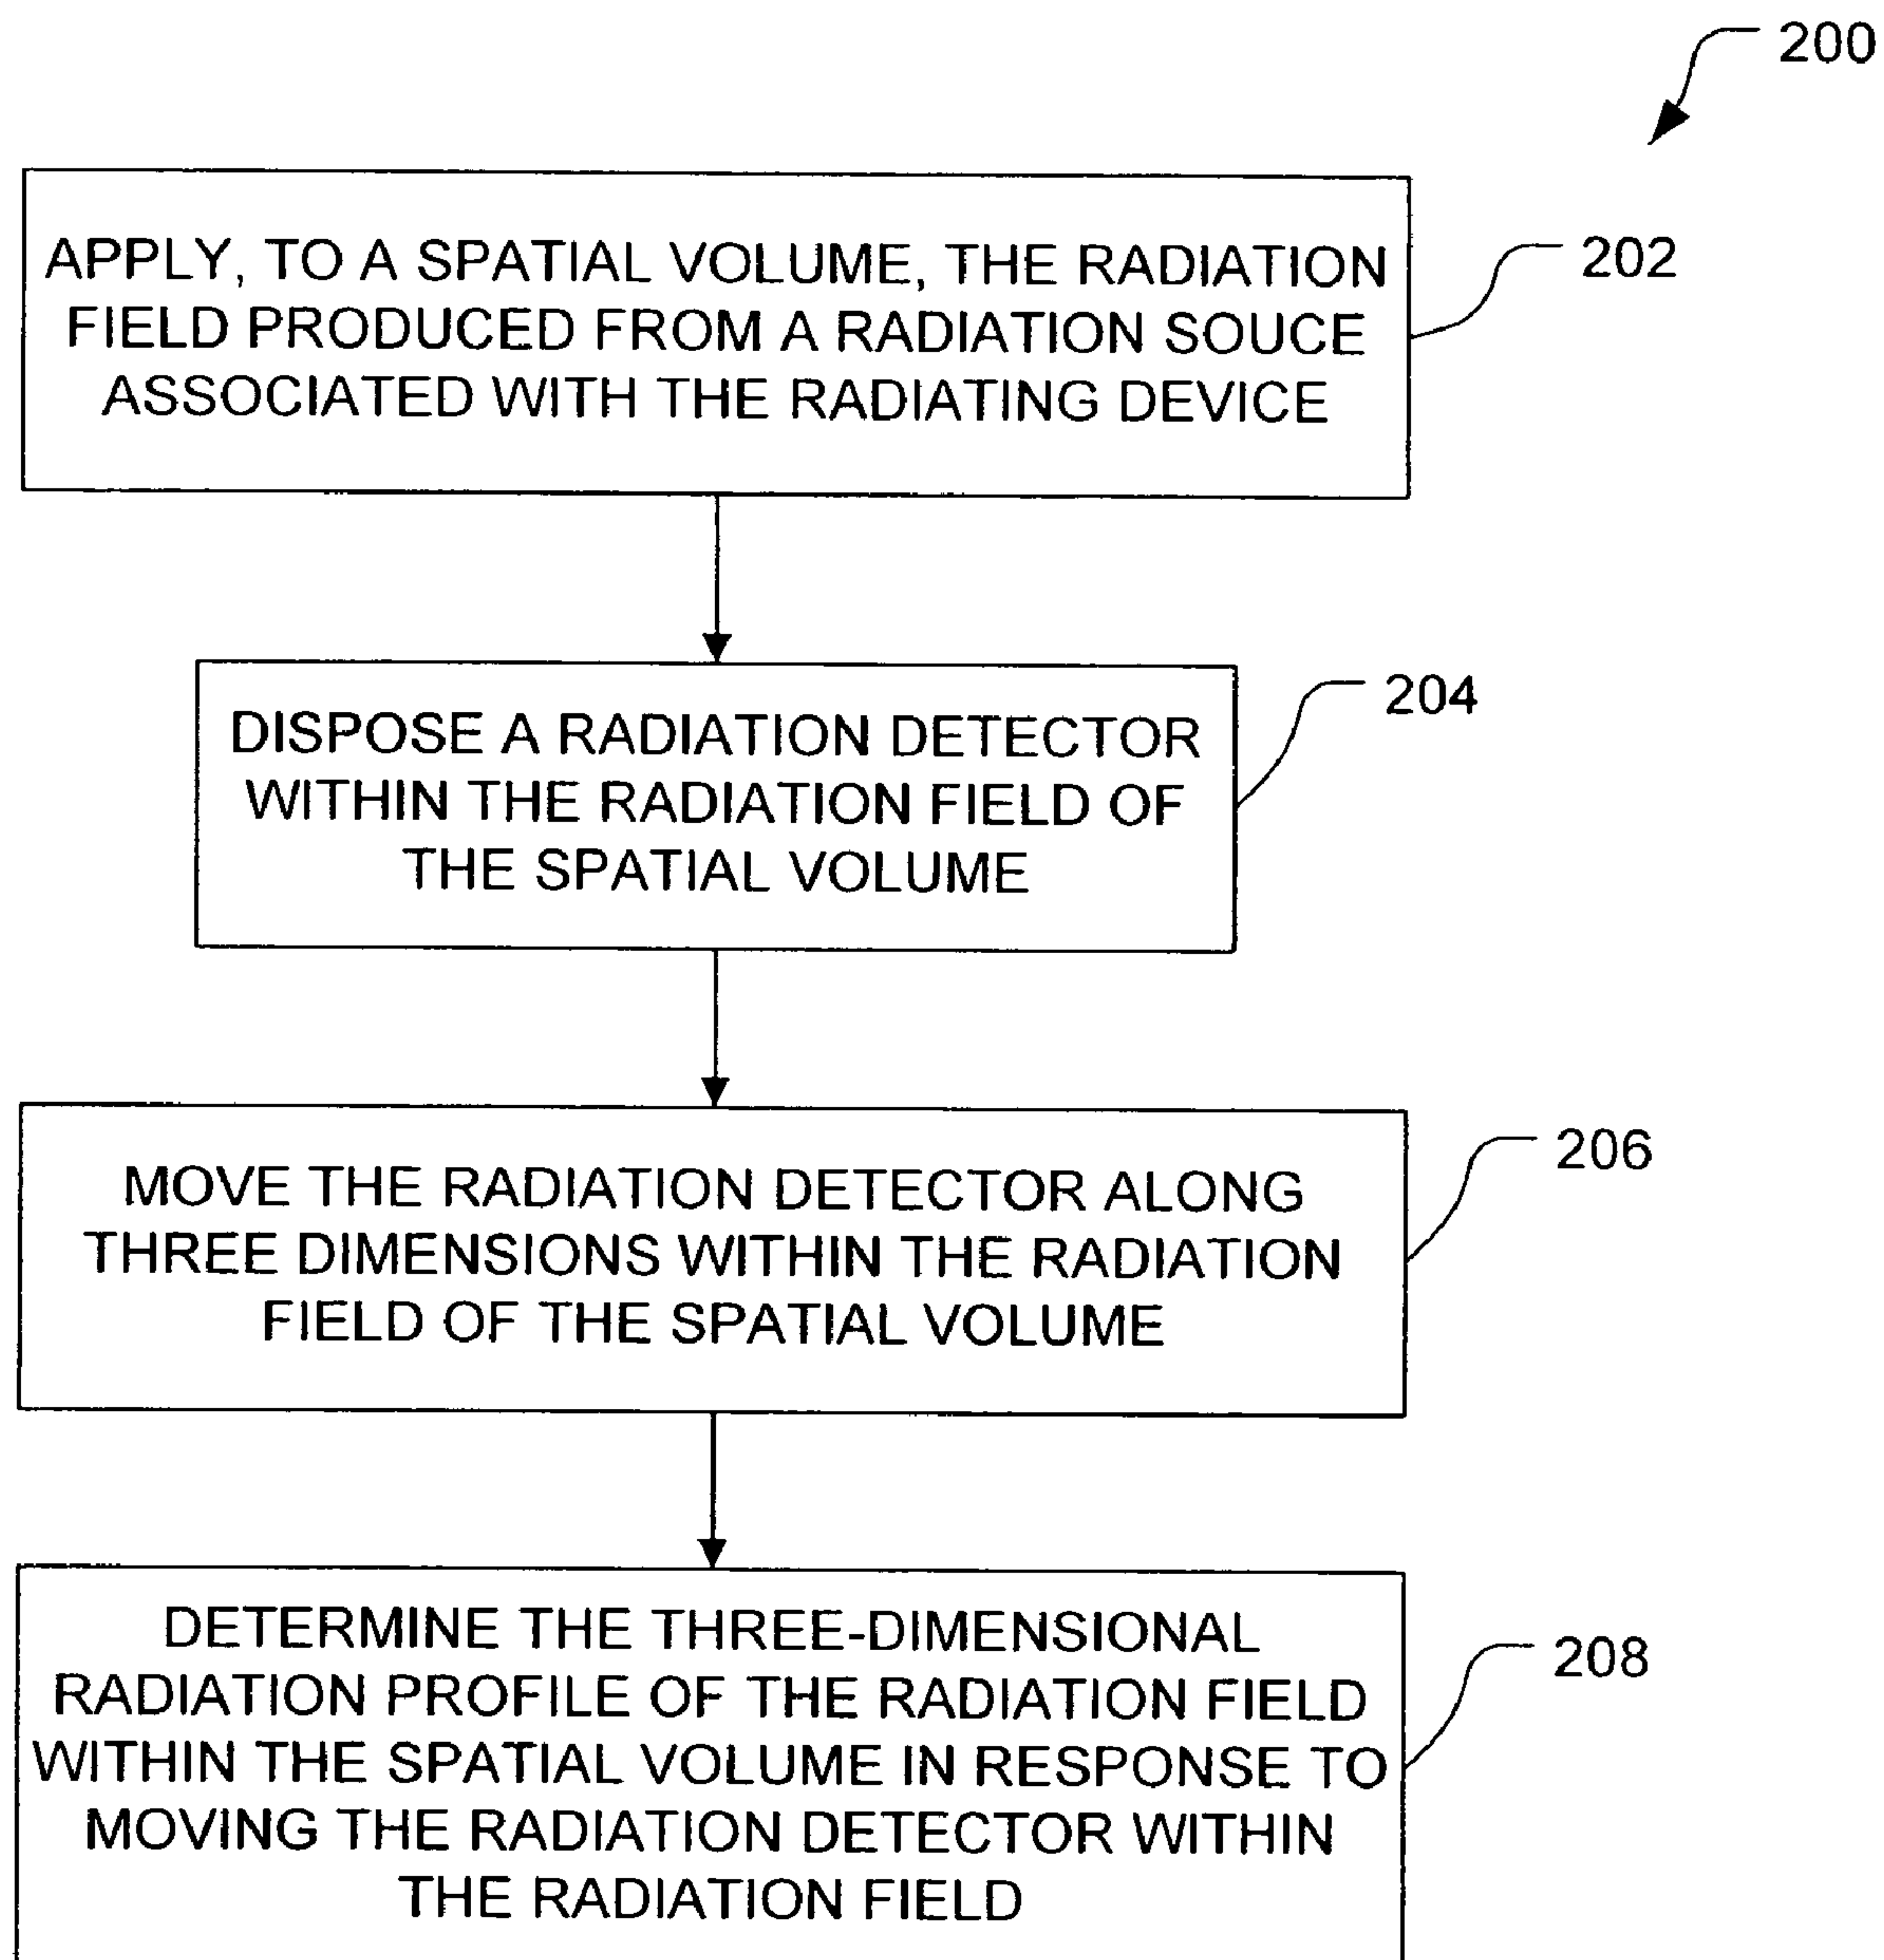 200
APPLY, TO A SPATIAL VOLUME, THE RADIATION
FIELD PRODUCED FROM A RADIATION SOUCE
ASSOCIATED WITH THE RADIATING DEVICE
202
DISPOSE A RADIATION DETECTOR
WITHIN THE RADIATION FIELD OF
THE SPATIAL VOLUME
204
MOVE THE RADIATION DETECTOR ALONG
THREE DIMENSIONS WITHIN THE RADIATION
FIELD OF THE SPATIAL VOLUME
206
DETERMINE THE THREE-DIMENSIONAL
RADIATION PROFILE OF THE RADIATION FIELD
WITHIN THE SPATIAL VOLUME IN RESPONSE TO
MOVING THE RADIATION DETECTOR WITHIN
THE RADIATION FIELD
208